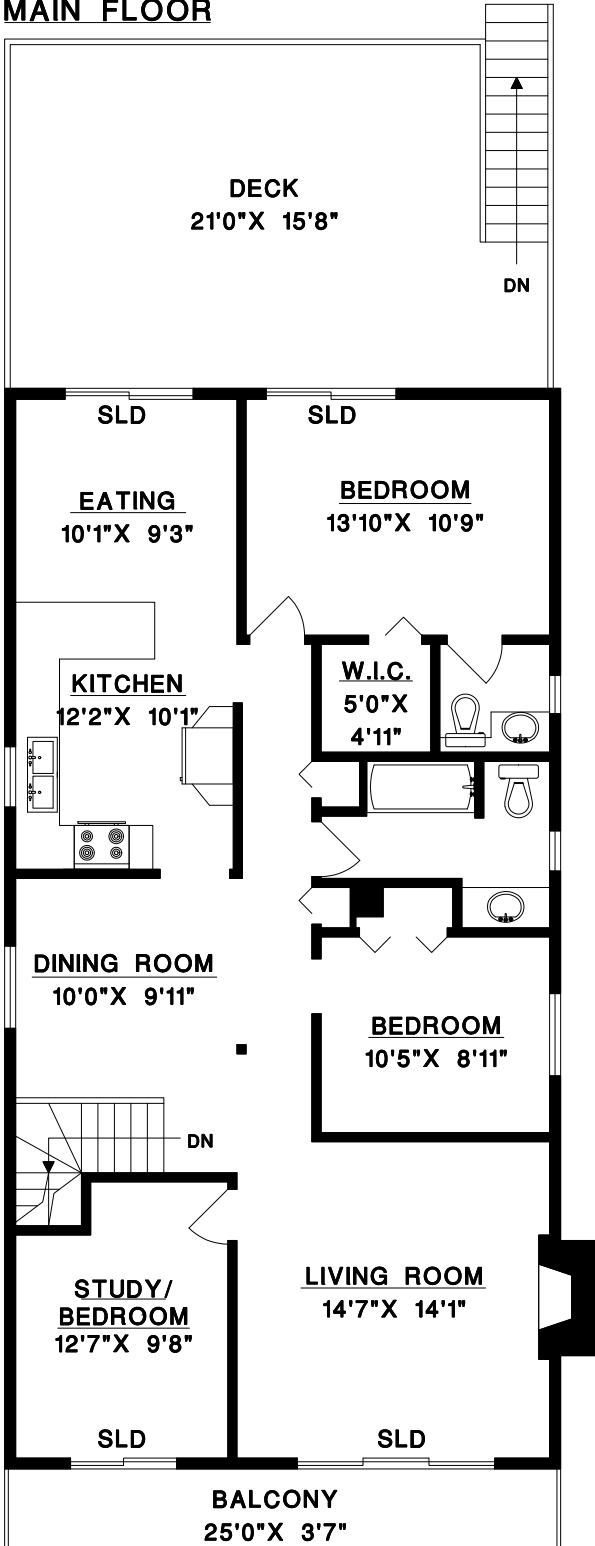 MAIN FLOOR
DECK
21'0"X 15'8"
DN
SLD
SLD
EATING
10'1"X 9'3"
BEDROOM
13'10"X 10'9"
KITCHEN
12'2"X 10'1"
W.I.C.
5'0"X
4'11"
DINING ROOM
10'0"X 9'11"
BEDROOM
10'5"X 8'11"
DN
STUDY/
BEDROOM
12'7"X 9'8"
LIVING ROOM
14'7"X 14'1"
SLD
SLD
BALCONY
25'0"X 3'7"